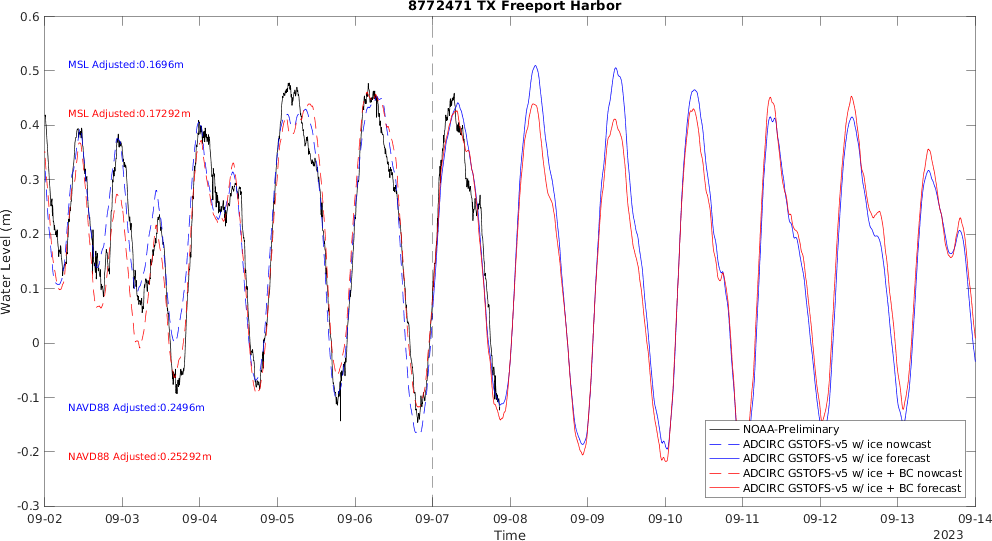 8772471 TX Freeport Harbor
0.6
0.5
0.4
0.3
0.2
0.1
0
-0.1
-0.2
-0.3
Water Level (m)
MSL Adjusted:0.1696m
MSL Adjusted:0.17292m
NAVD88 Adjusted:0.2496m
NAVD88 Adjusted:0.25292m
NOAA-Preliminary
ADCIRC GSTOFS-v5 w/ ice nowcast
ADCIRC GSTOFS-v5 w/ ice forecast
ADCIRC GSTOFS-v5 w/ ice + BC nowcast
ADCIRC GSTOFS-v5 w/ ice + BC forecast
09-02 09-03 09-04 09-05 09-06 09-07 09-08 09-09 09-10 09-11 09-12 09-13 09-14
Time
2023